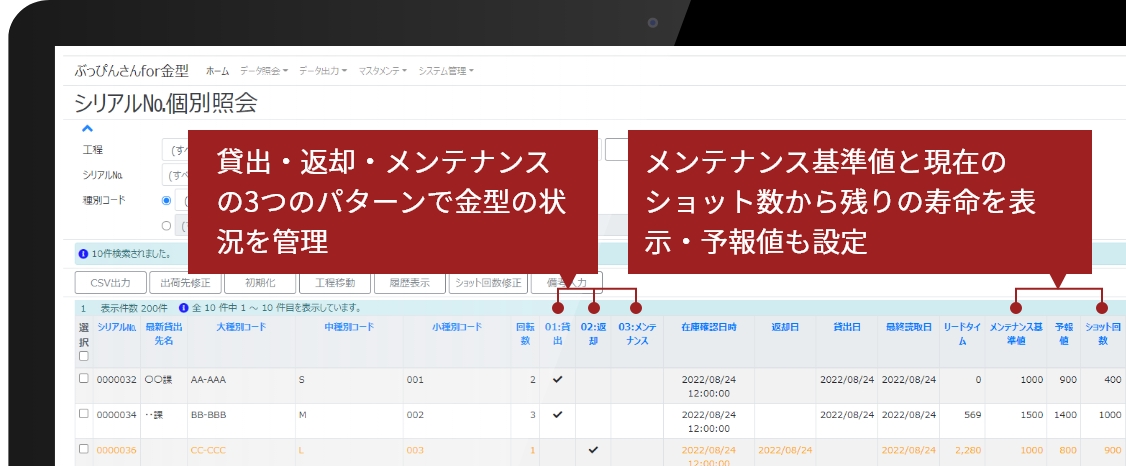 ぶっぴんさんfor金型 ホーム データ照会 データ出力 マスタメンテ システム管理
シリアルNo.個別照会
工程
シリアルNo.
種別コード
貸出・返却・メンテナンス
の3つのパターンで金型の状
況を管理
メンテナンス基準値と現在の
ショット数から残りの寿命を表
示・予報値も設定
10件検索されました。
CSV出力 出荷先修正 初期化 工程移動 履歴表示 ショット回数修正
1 表示件数 200件 全 10 件中 1 ～ 10 件目を表示しています。
選択 シリアルNo. 最新貸出先名 大種別コード 中種別コード 小種別コード 回転数 01:貸出 02:返却 03:メンテナンス 在庫確認日時 返却日 貸出日 最終読取日 リードタイム メンテナンス基準値 予報値 ショット回数
0000032 〇〇課 AA-AAA S 001 2 ✔ 2022/08/24 12:00:00 2022/08/24 2022/08/24 0 1000 900 400
0000034 ・・課 BB-BBB M 002 3 ✔ 2022/08/24 12:00:00 2022/08/24 2022/08/24 569 1500 1400 1000
0000036 CC-CCC L 003 1 ✔ 2022/08/24 12:00:00 2022/08/24 2022/08/24 2,280 1000 800 900